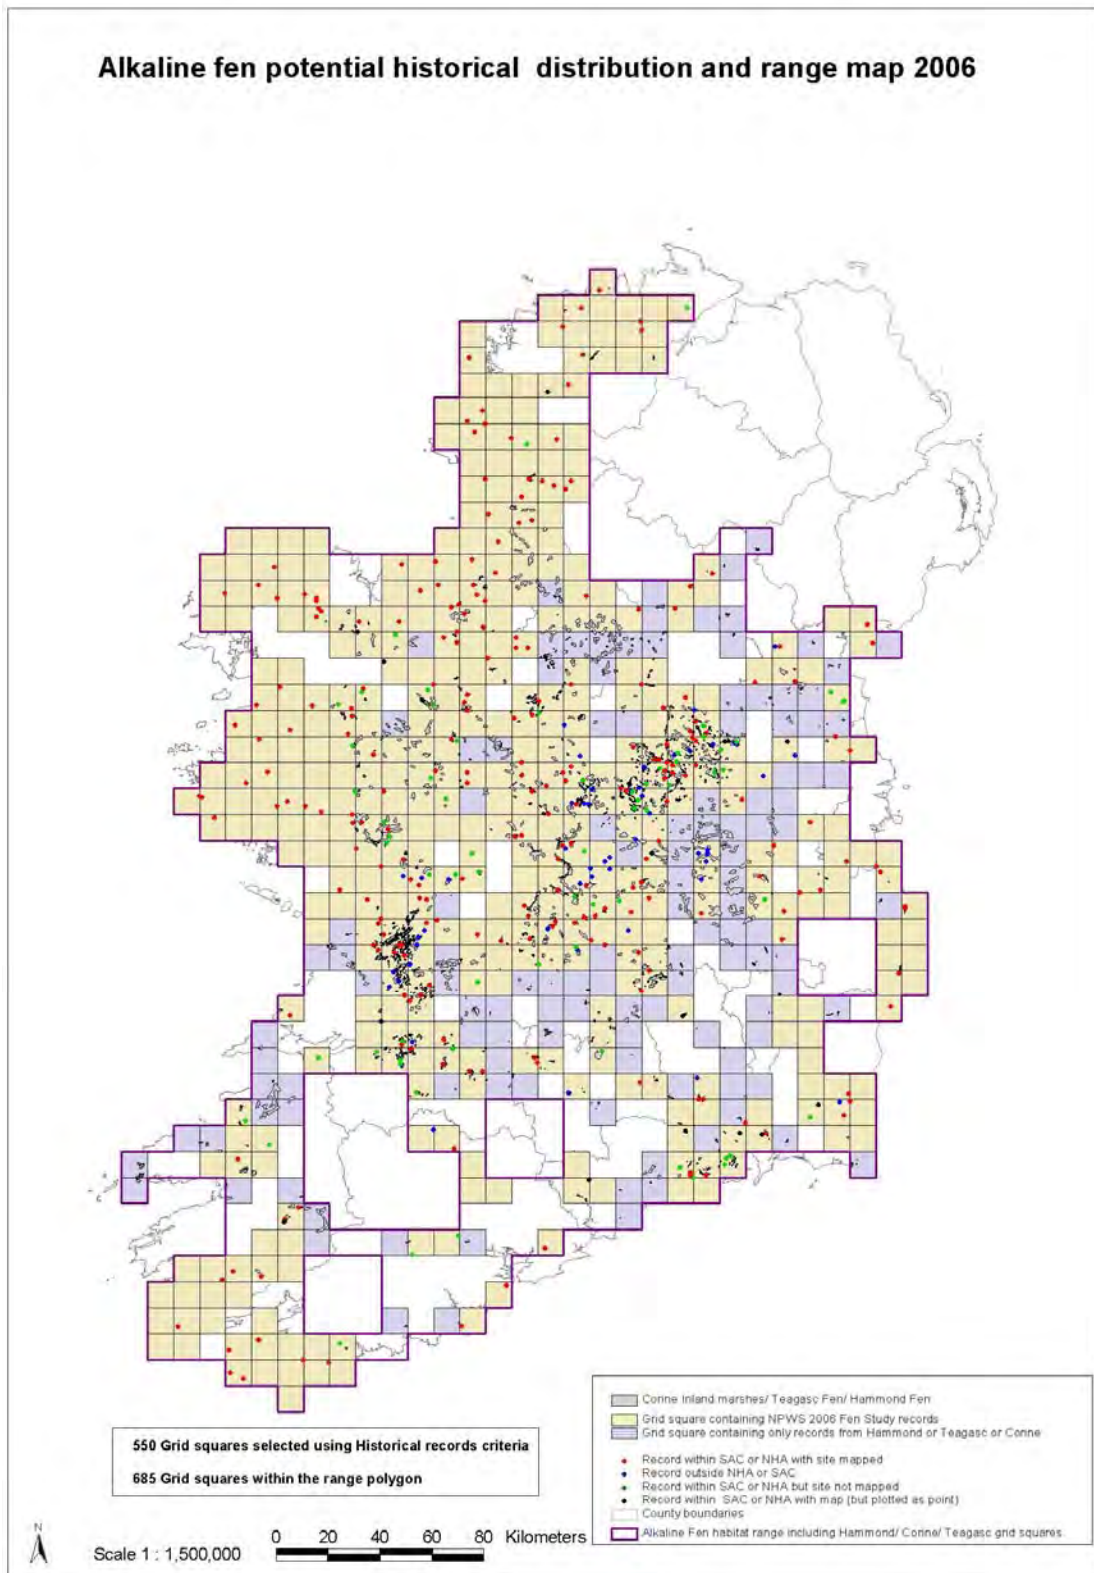 Alkaline fen potential historical distribution and range map 2006
Corine Inland marshes/ Teagasc Fen/ Hammond Fen
Grid square containing NPWS 2006 Fen Study records
Grid square containing only records from Hammond or Teagasc or Corine
Record within SAC or NHA with site mapped
Record outside NHA or SAC
Record within SAC or NHA but site not mapped
Record within SAC or NHA with map (but plotted as point)
County boundaries
Alkaline Fen habitat range including Hammond/ Corine/ Teagasc grid squares
550 Grid squares selected using Historical records criteria
685 Grid squares within the range polygon
N
Scale 1 : 1,500,000
0 20 40 60 80 Kilometers